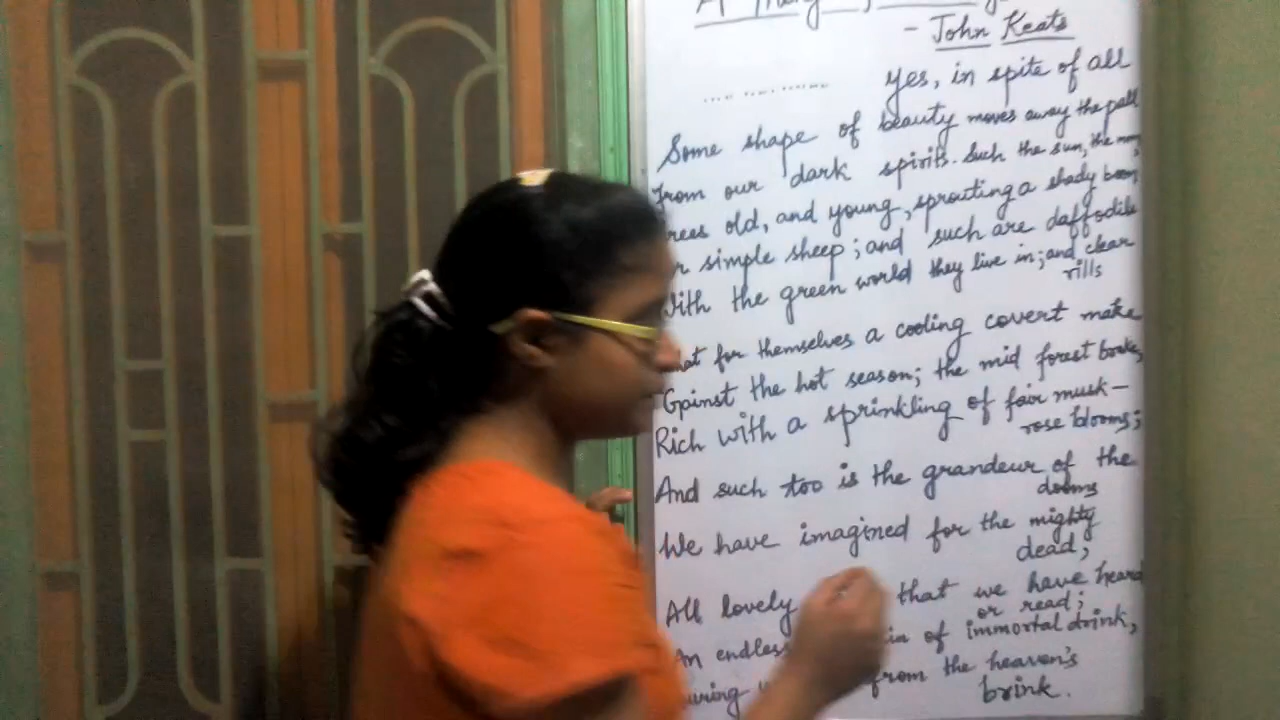 A Thing
- John Keats
........... yes, in spite of all
Some shape of beauty moves away the pall
From our dark spirits. Such the sun, the moon,
rees old, and young, sprouting a shady boon
r simple sheep; and such are daffodils
With the green world they live in; and clear
rills
hat for themselves a cooling covert make
'Gainst the hot season; the mid forest brake,
Rich with a sprinkling of fair musk-
rose blooms;
And such too is the grandeur of the
dooms
We have imagined for the mighty
dead;
All lovely that we have heard
or read;
An endless in of immortal drink,
uring from the heaven's
brink.